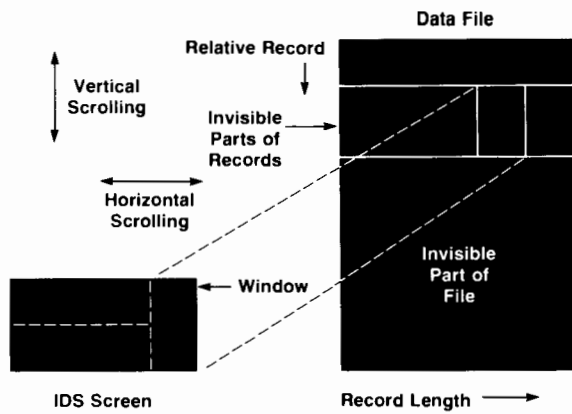 Data File
Relative Record
Vertical
Scrolling
Invisible
Parts of
Records
Horizontal
Scrolling
Invisible
Part of
File
Window
IDS Screen
Record Length